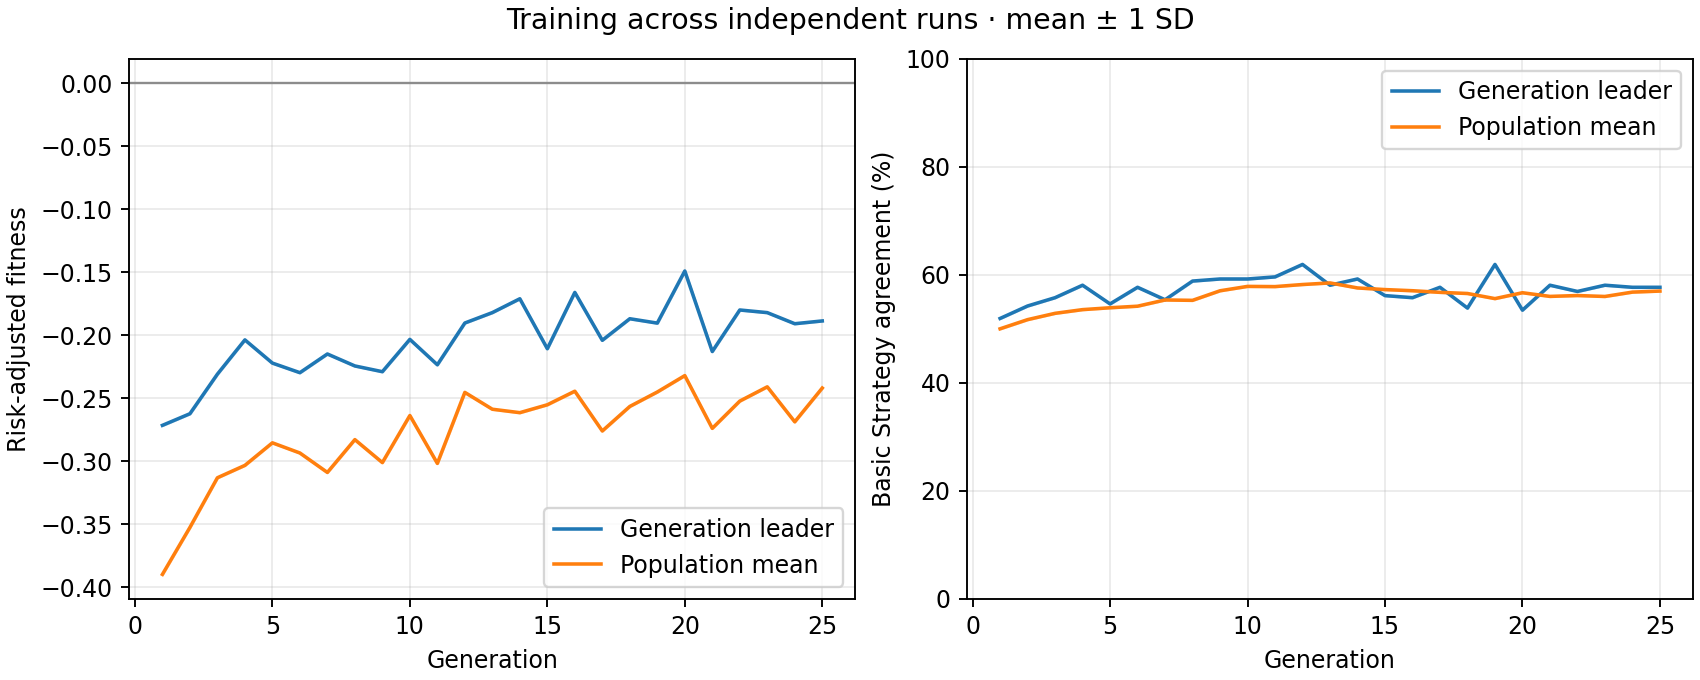 Training across independent runs · mean ± 1 SD
Risk-adjusted fitness
0.00
−0.05
−0.10
−0.15
−0.20
−0.25
−0.30
−0.35
−0.40
Generation leader
Population mean
0 5 10 15 20 25
Generation
Basic Strategy agreement (%)
100
80
60
40
20
0
Generation leader
Population mean
0 5 10 15 20 25
Generation